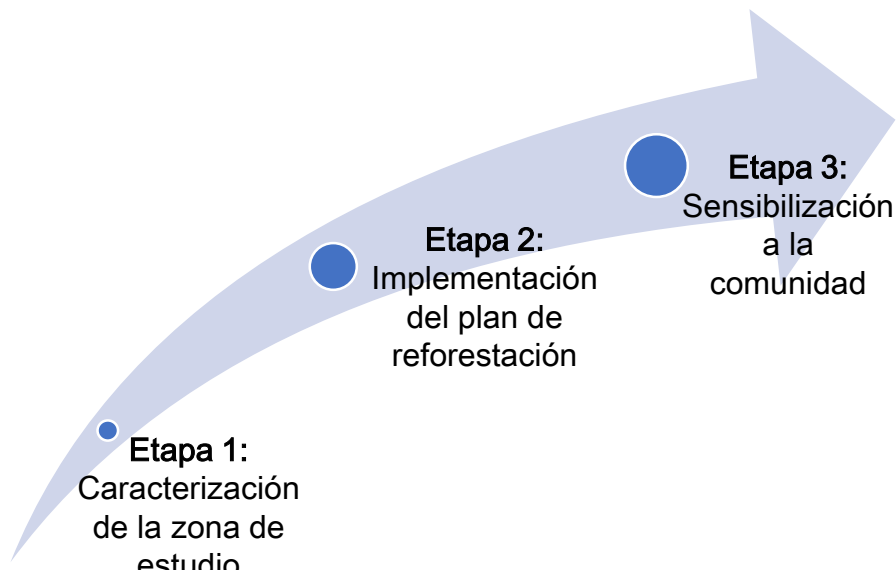 Etapa 1:
Caracterización
de la zona de
estudio
Etapa 2:
Implementación
del plan de
reforestación
Etapa 3:
Sensibilización
a la
comunidad